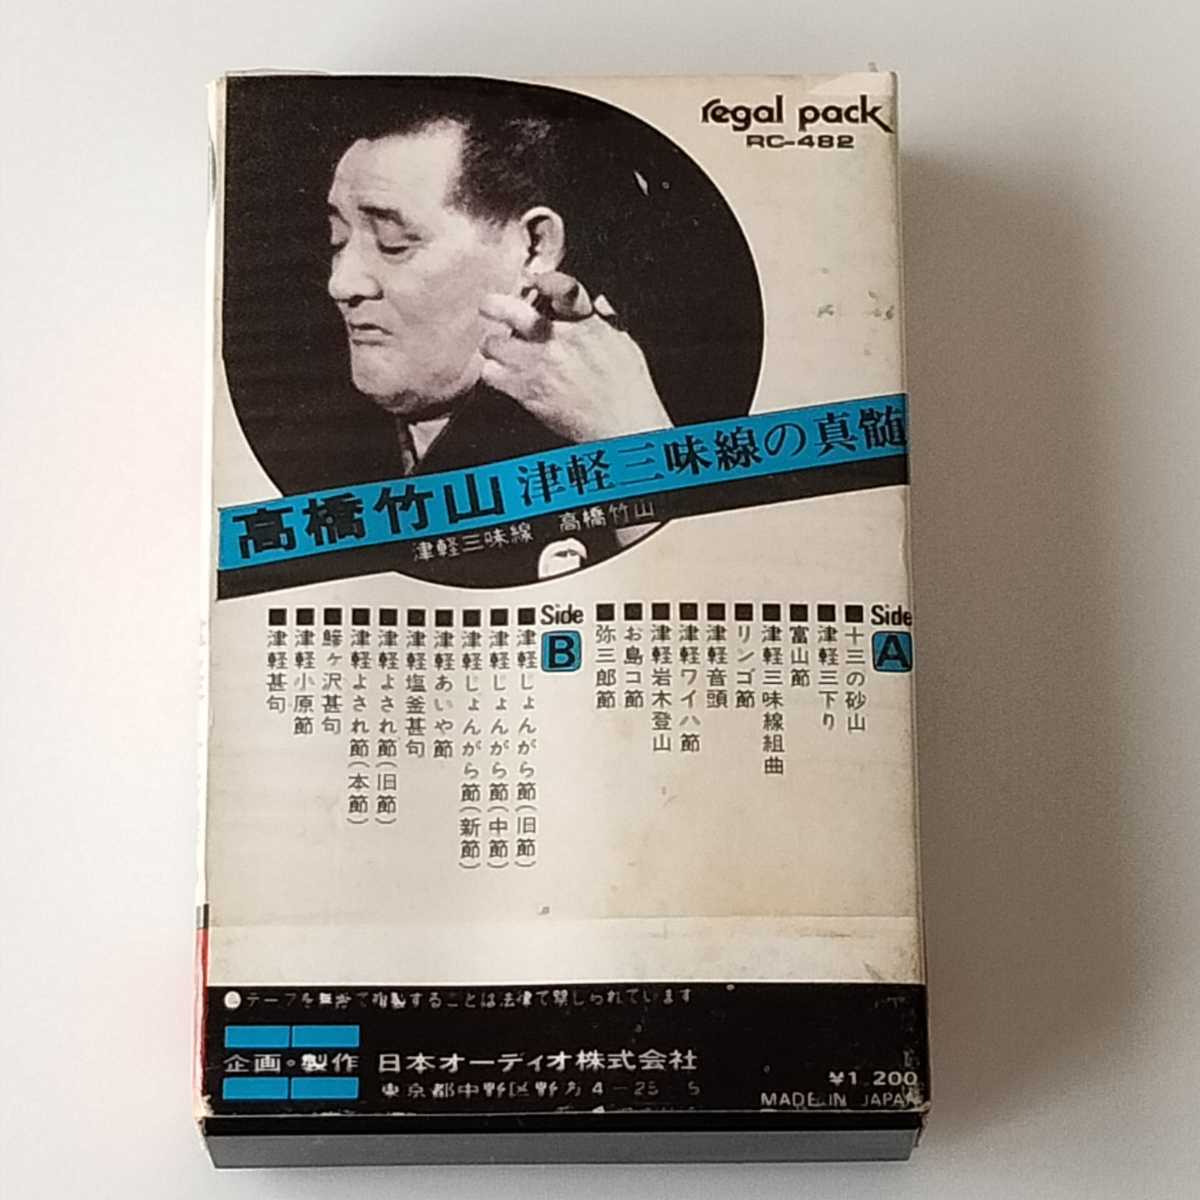 regal pack
RC-482
高橋竹山 津軽三味線の真髄
津軽三味線 高橋竹山
Side A
■十三の砂山
■津軽三下り
■富山節
■津軽三味線組曲
■リンゴ節
■津軽音頭
■津軽ワイハ節
■津軽岩木登山
■お島コ節
■弥三郎節
Side B
■津軽じょんがら節(旧節)
■津軽じょんがら節(中節)
■津軽じょんがら節(新節)
■津軽あいや節
■津軽塩釜甚句
■津軽よされ節(旧節)
■津軽よされ節(本節)
■鰺ヶ沢甚句
■津軽小原節
■津軽甚句
テープを無断で複製することは法律で禁じられています
企画・製作 日本オーディオ株式会社
東京都中野区野方4-25-5
¥1,200
MADE IN JAPAN